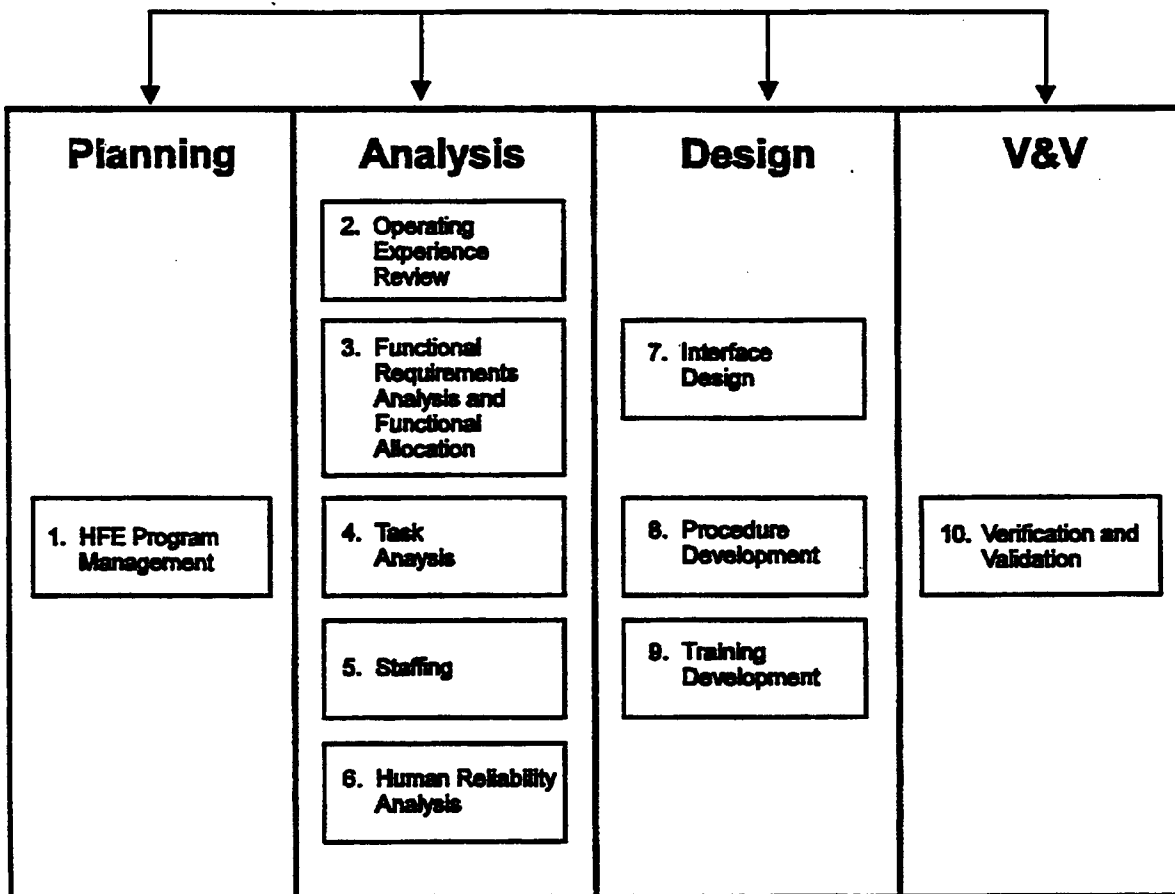 Planning
1. HFE Program
Management
Analysis
2. Operating
Experience
Review
3. Functional
Requirements
Analysis and
Functional
Allocation
4. Task
Anaysis
5. Staffing
6. Human Reliability
Analysis
Design
7. Interface
Design
8. Procedure
Development
9. Training
Development
V&V
10. Verification and
Validation